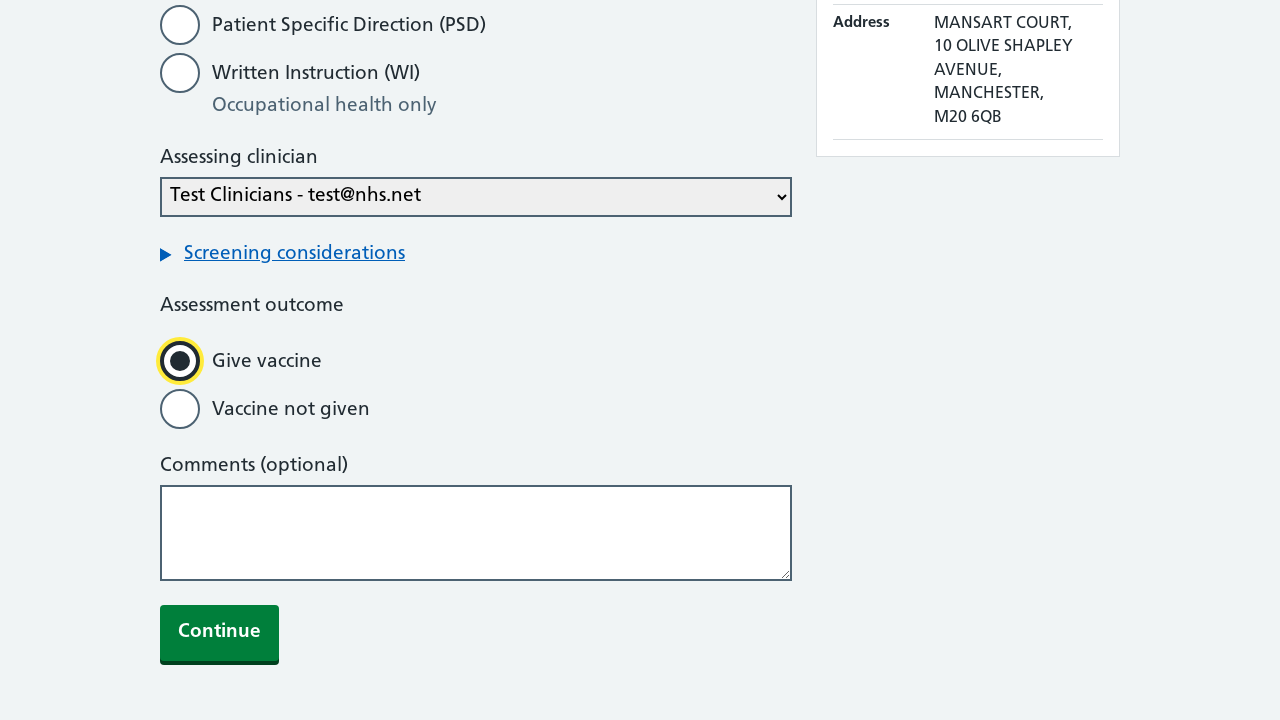 Patient Specific Direction (PSD)
Written Instruction (WI)
Occupational health only
Assessing clinician
Test Clinicians - test@nhs.net
Screening considerations
Assessment outcome
Give vaccine
Vaccine not given
Comments (optional)
Continue
Address
MANSART COURT,
10 OLIVE SHAPLEY
AVENUE,
MANCHESTER,
M20 6QB